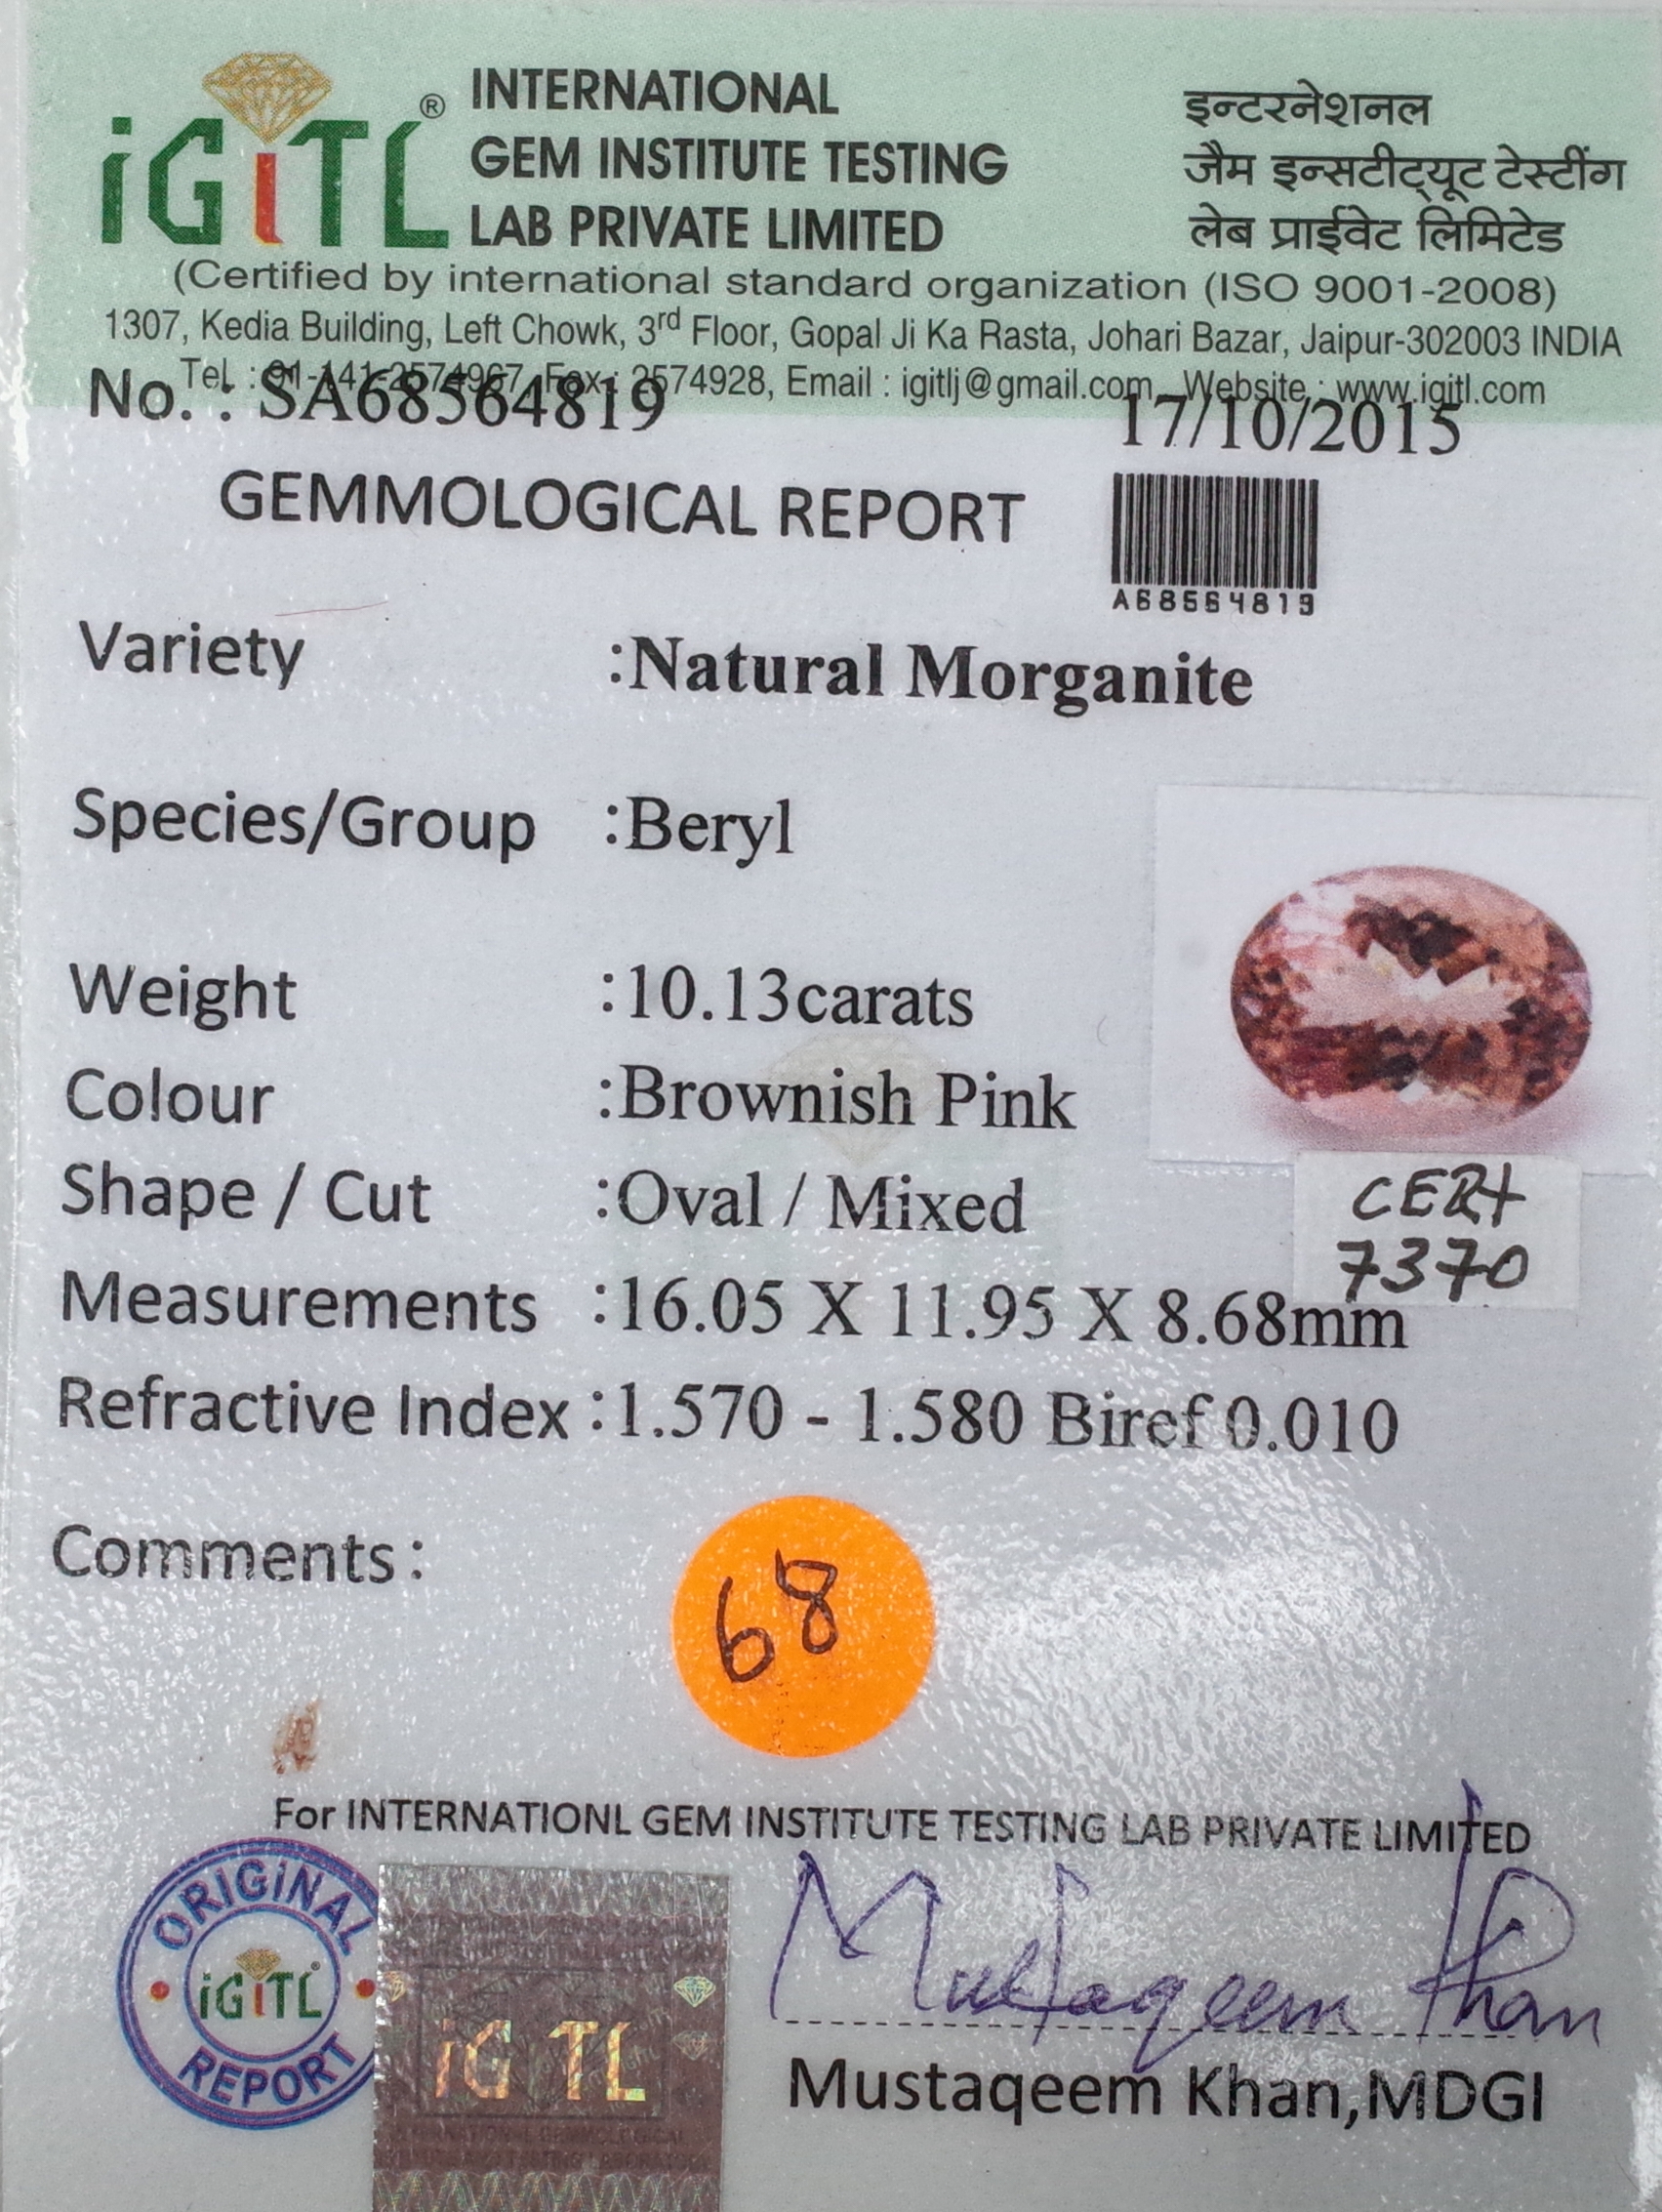 iGiTL®
INTERNATIONAL
GEM INSTITUTE TESTING
LAB PRIVATE LIMITED
इन्टरनेशनल
जैम इन्सटीट्यूट टेस्टींग
लेब प्राईवेट लिमिटेड
(Certified by international standard organization (ISO 9001-2008)
1307, Kedia Building, Left Chowk, 3rd Floor, Gopal Ji Ka Rasta, Johari Bazar, Jaipur-302003 INDIA
Tel : 91-141-2574967, Fax : 2574928, Email : igitlj@gmail.com, Website : www.igitl.com
No. : SA68564819
17/10/2015
GEMMOLOGICAL REPORT
A68564819
Variety :Natural Morganite
Species/Group :Beryl
Weight :10.13carats
Colour :Brownish Pink
Shape / Cut :Oval / Mixed
CERT
7370
Measurements :16.05 X 11.95 X 8.68mm
Refractive Index :1.570 - 1.580 Biref 0.010
Comments :
68
For INTERNATIONL GEM INSTITUTE TESTING LAB PRIVATE LIMITED
ORIGINAL
iGiTL
REPORT
iG TL
Mustaqeem Khan
Mustaqeem Khan,MDGI